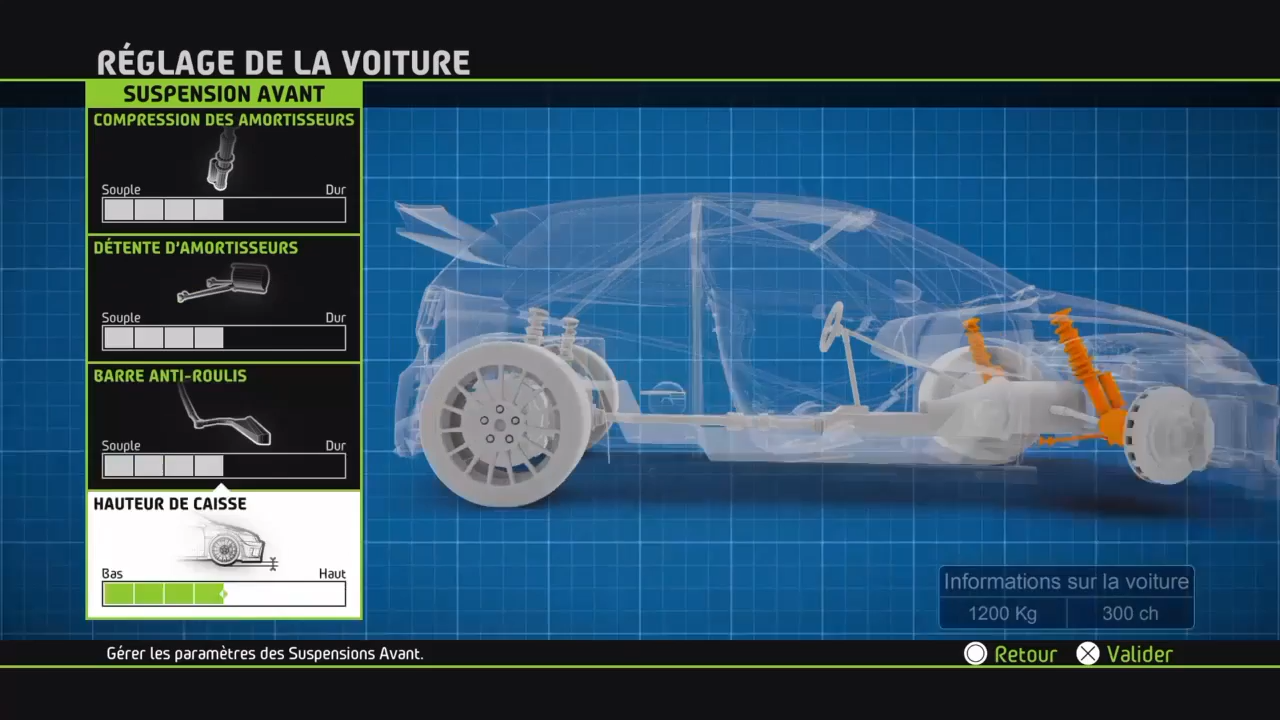 RÉGLAGE DE LA VOITURE
SUSPENSION AVANT
COMPRESSION DES AMORTISSEURS
Souple Dur
DÉTENTE D'AMORTISSEURS
Souple Dur
BARRE ANTI-ROULIS
Souple Dur
HAUTEUR DE CAISSE
Bas Haut
Informations sur la voiture
1200 Kg 300 ch
Gérer les paramètres des Suspensions Avant.
Retour Valider